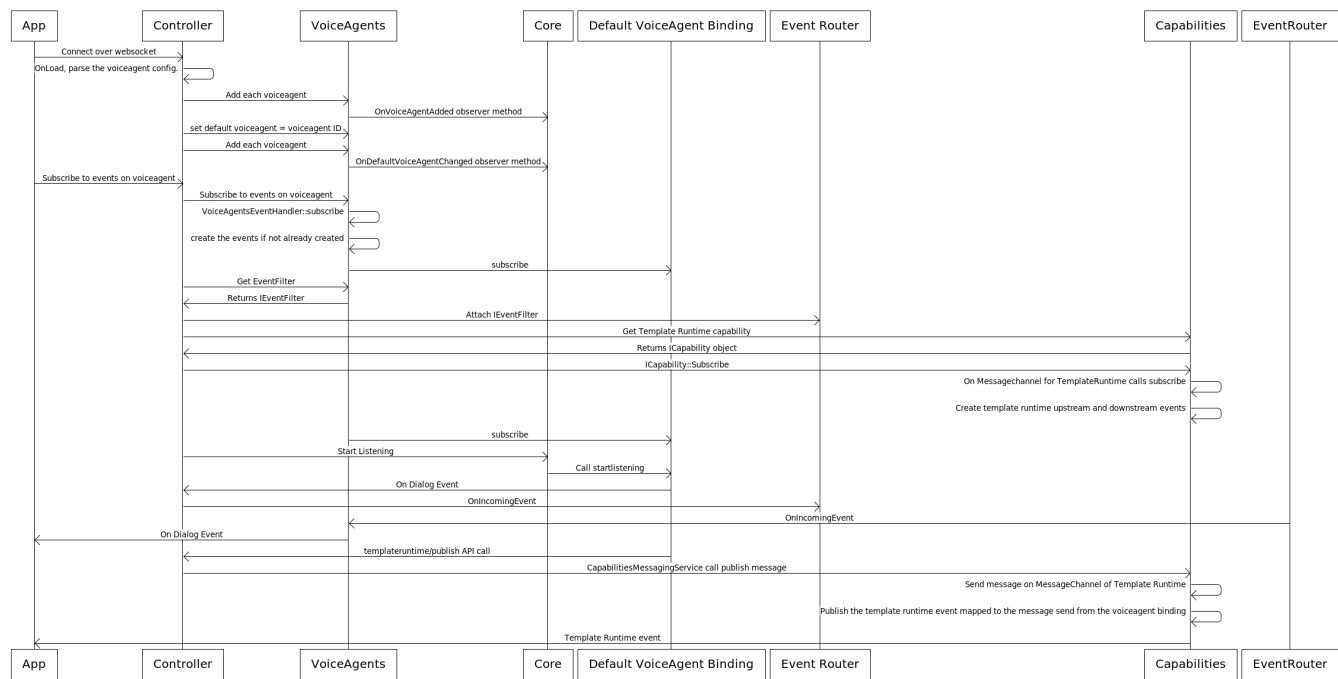 App
Controller
VoiceAgents
Core
Default VoiceAgent Binding
Event Router
Capabilities
EventRouter
Connect over websocket
OnLoad, parse the voiceagent config.
Add each voiceagent
OnVoiceAgentAdded observer method
set default voiceagent = voiceagent ID
Add each voiceagent
OnDefaultVoiceAgentChanged observer method
Subscribe to events on voiceagent
Subscribe to events on voiceagent
VoiceAgentsEventHandler::subscribe
create the events if not already created
subscribe
Get EventFilter
Returns IEventFilter
Attach IEventFilter
Get Template Runtime capability
Returns ICapability object
ICapability::Subscribe
On Messagechannel for TemplateRuntime calls subscribe
Create template runtime upstream and downstream events
subscribe
Start Listening
Call startlistening
On Dialog Event
OnIncomingEvent
OnIncomingEvent
On Dialog Event
templateruntime/publish API call
CapabilitiesMessagingService call publish message
Send message on MessageChannel of Template Runtime
Publish the template runtime event mapped to the message send from the voiceagent binding
Template Runtime event
App
Controller
VoiceAgents
Core
Default VoiceAgent Binding
Event Router
Capabilities
EventRouter